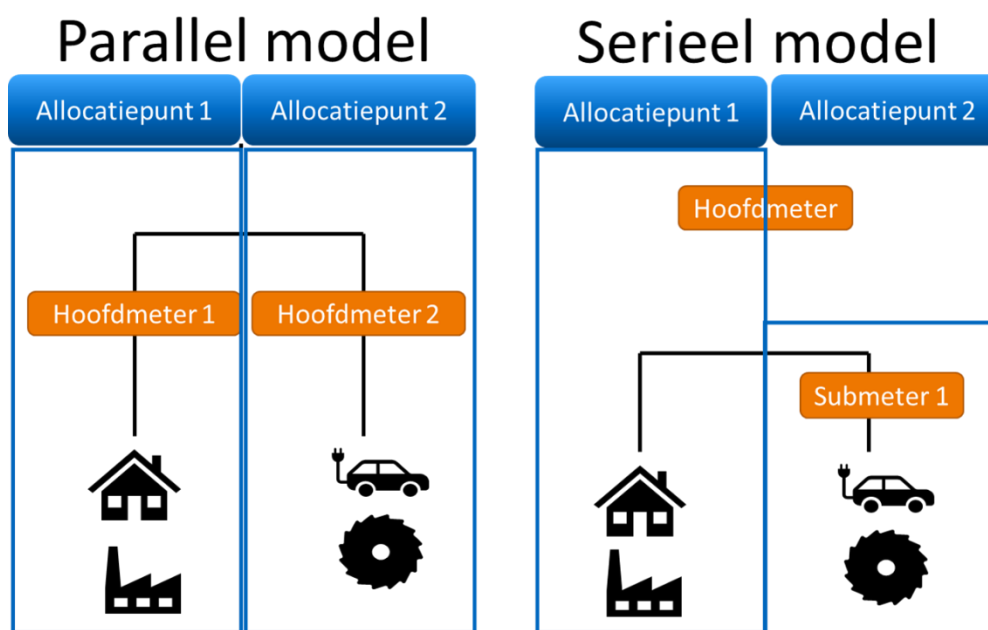 Parallel model
Allocatiepunt 1
Allocatiepunt 2
Hoofdmeter 1
Hoofdmeter 2
Serieel model
Allocatiepunt 1
Allocatiepunt 2
Hoofdmeter
Submeter 1